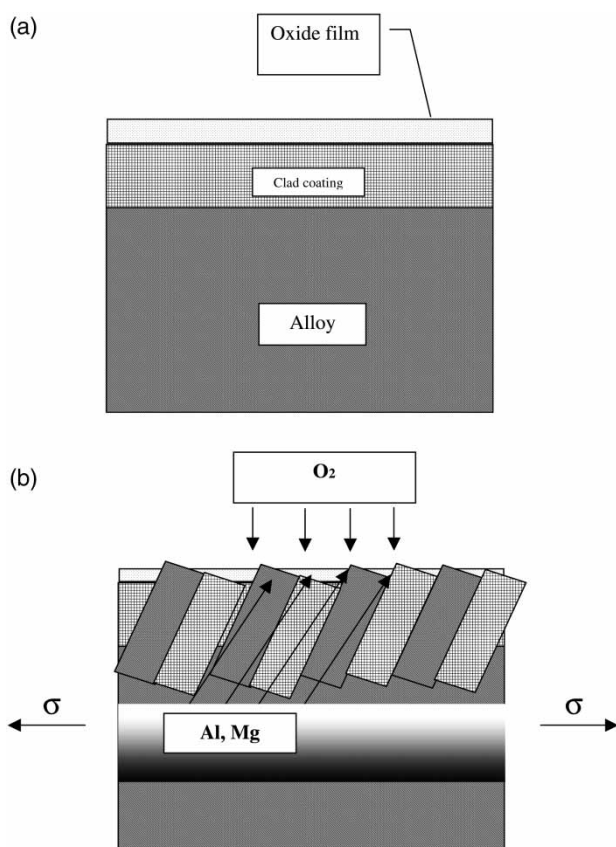 (a)
Oxide film
Clad coating
Alloy
(b)
O₂
σ
σ
Al, Mg